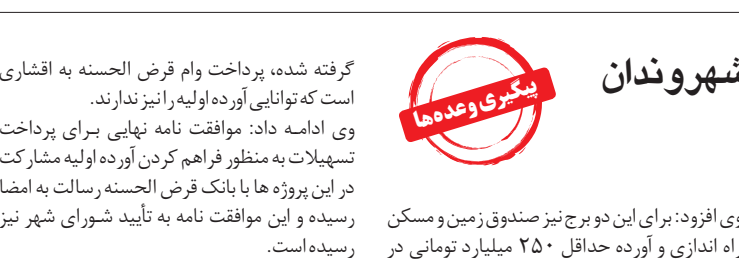 شهروندان
پیگیری وعده‌ها
وی افزود: برای این دو برج نیز صندوق زمین و مسکن
راه اندازی و آورده حداقل ۲۵۰ میلیارد تومانی در
گرفته شده، پرداخت وام قرض الحسنه به اقشاری
است که توانایی آورده اولیه را نیز ندارند.
وی ادامه داد: موافقت نامه نهایی برای پرداخت
تسهیلات به منظور فراهم کردن آورده اولیه مشارکت
در این پروژه ها با بانک قرض الحسنه رسالت به امضا
رسیده و این موافقت نامه به تأیید شورای شهر نیز
رسیده است.